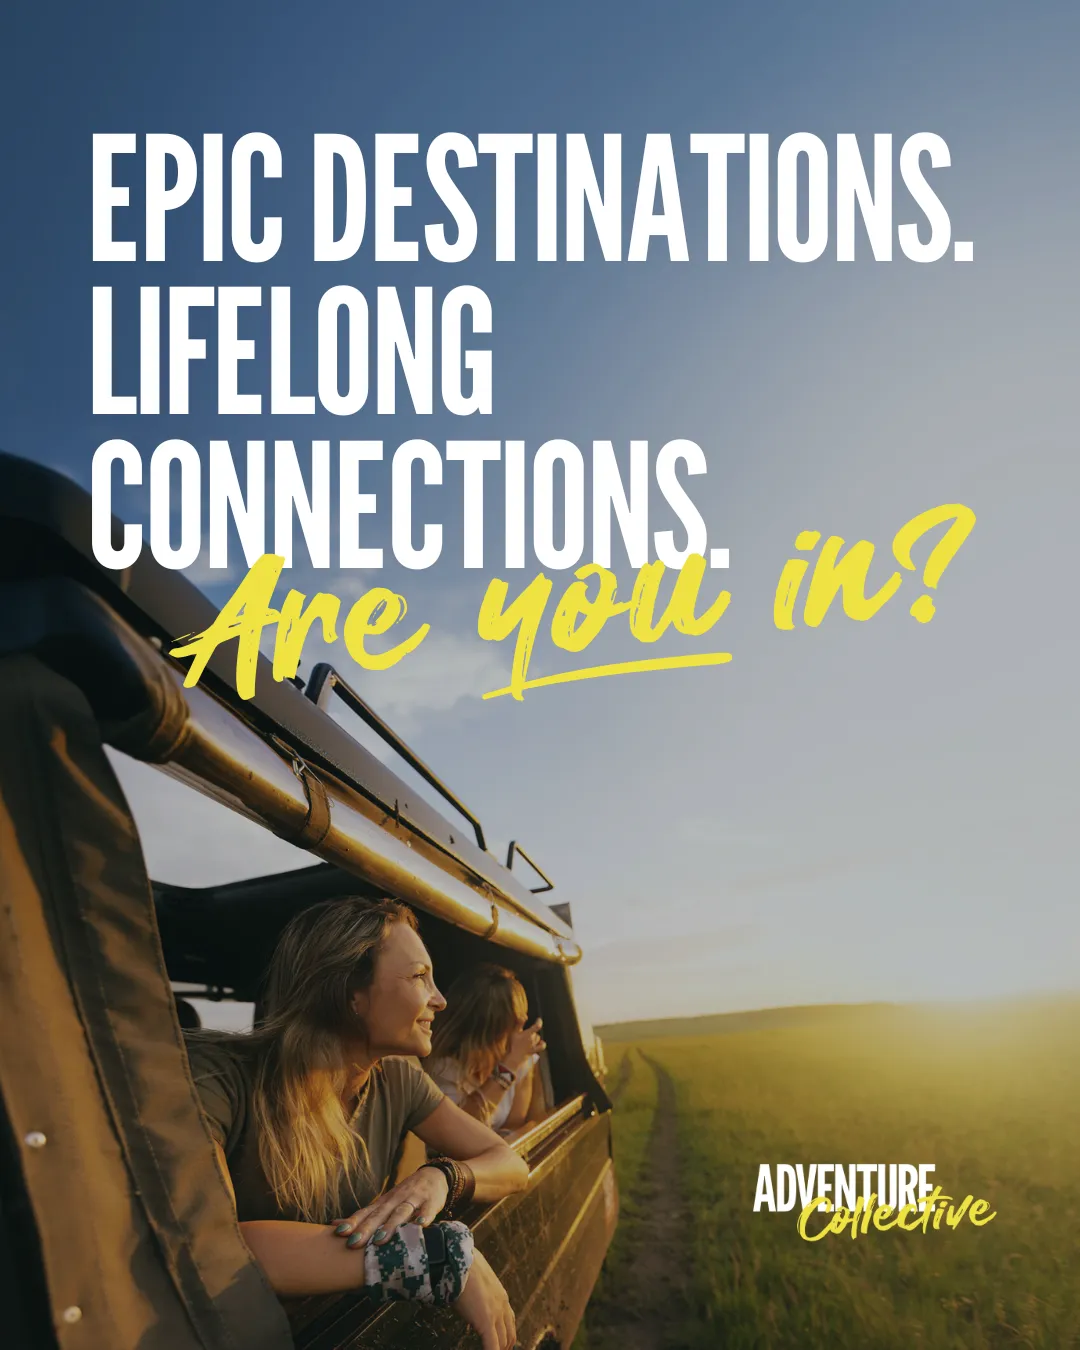 EPIC DESTINATIONS.
LIFELONG
CONNECTIONS.
Are you in?
ADVENTURE
Collective